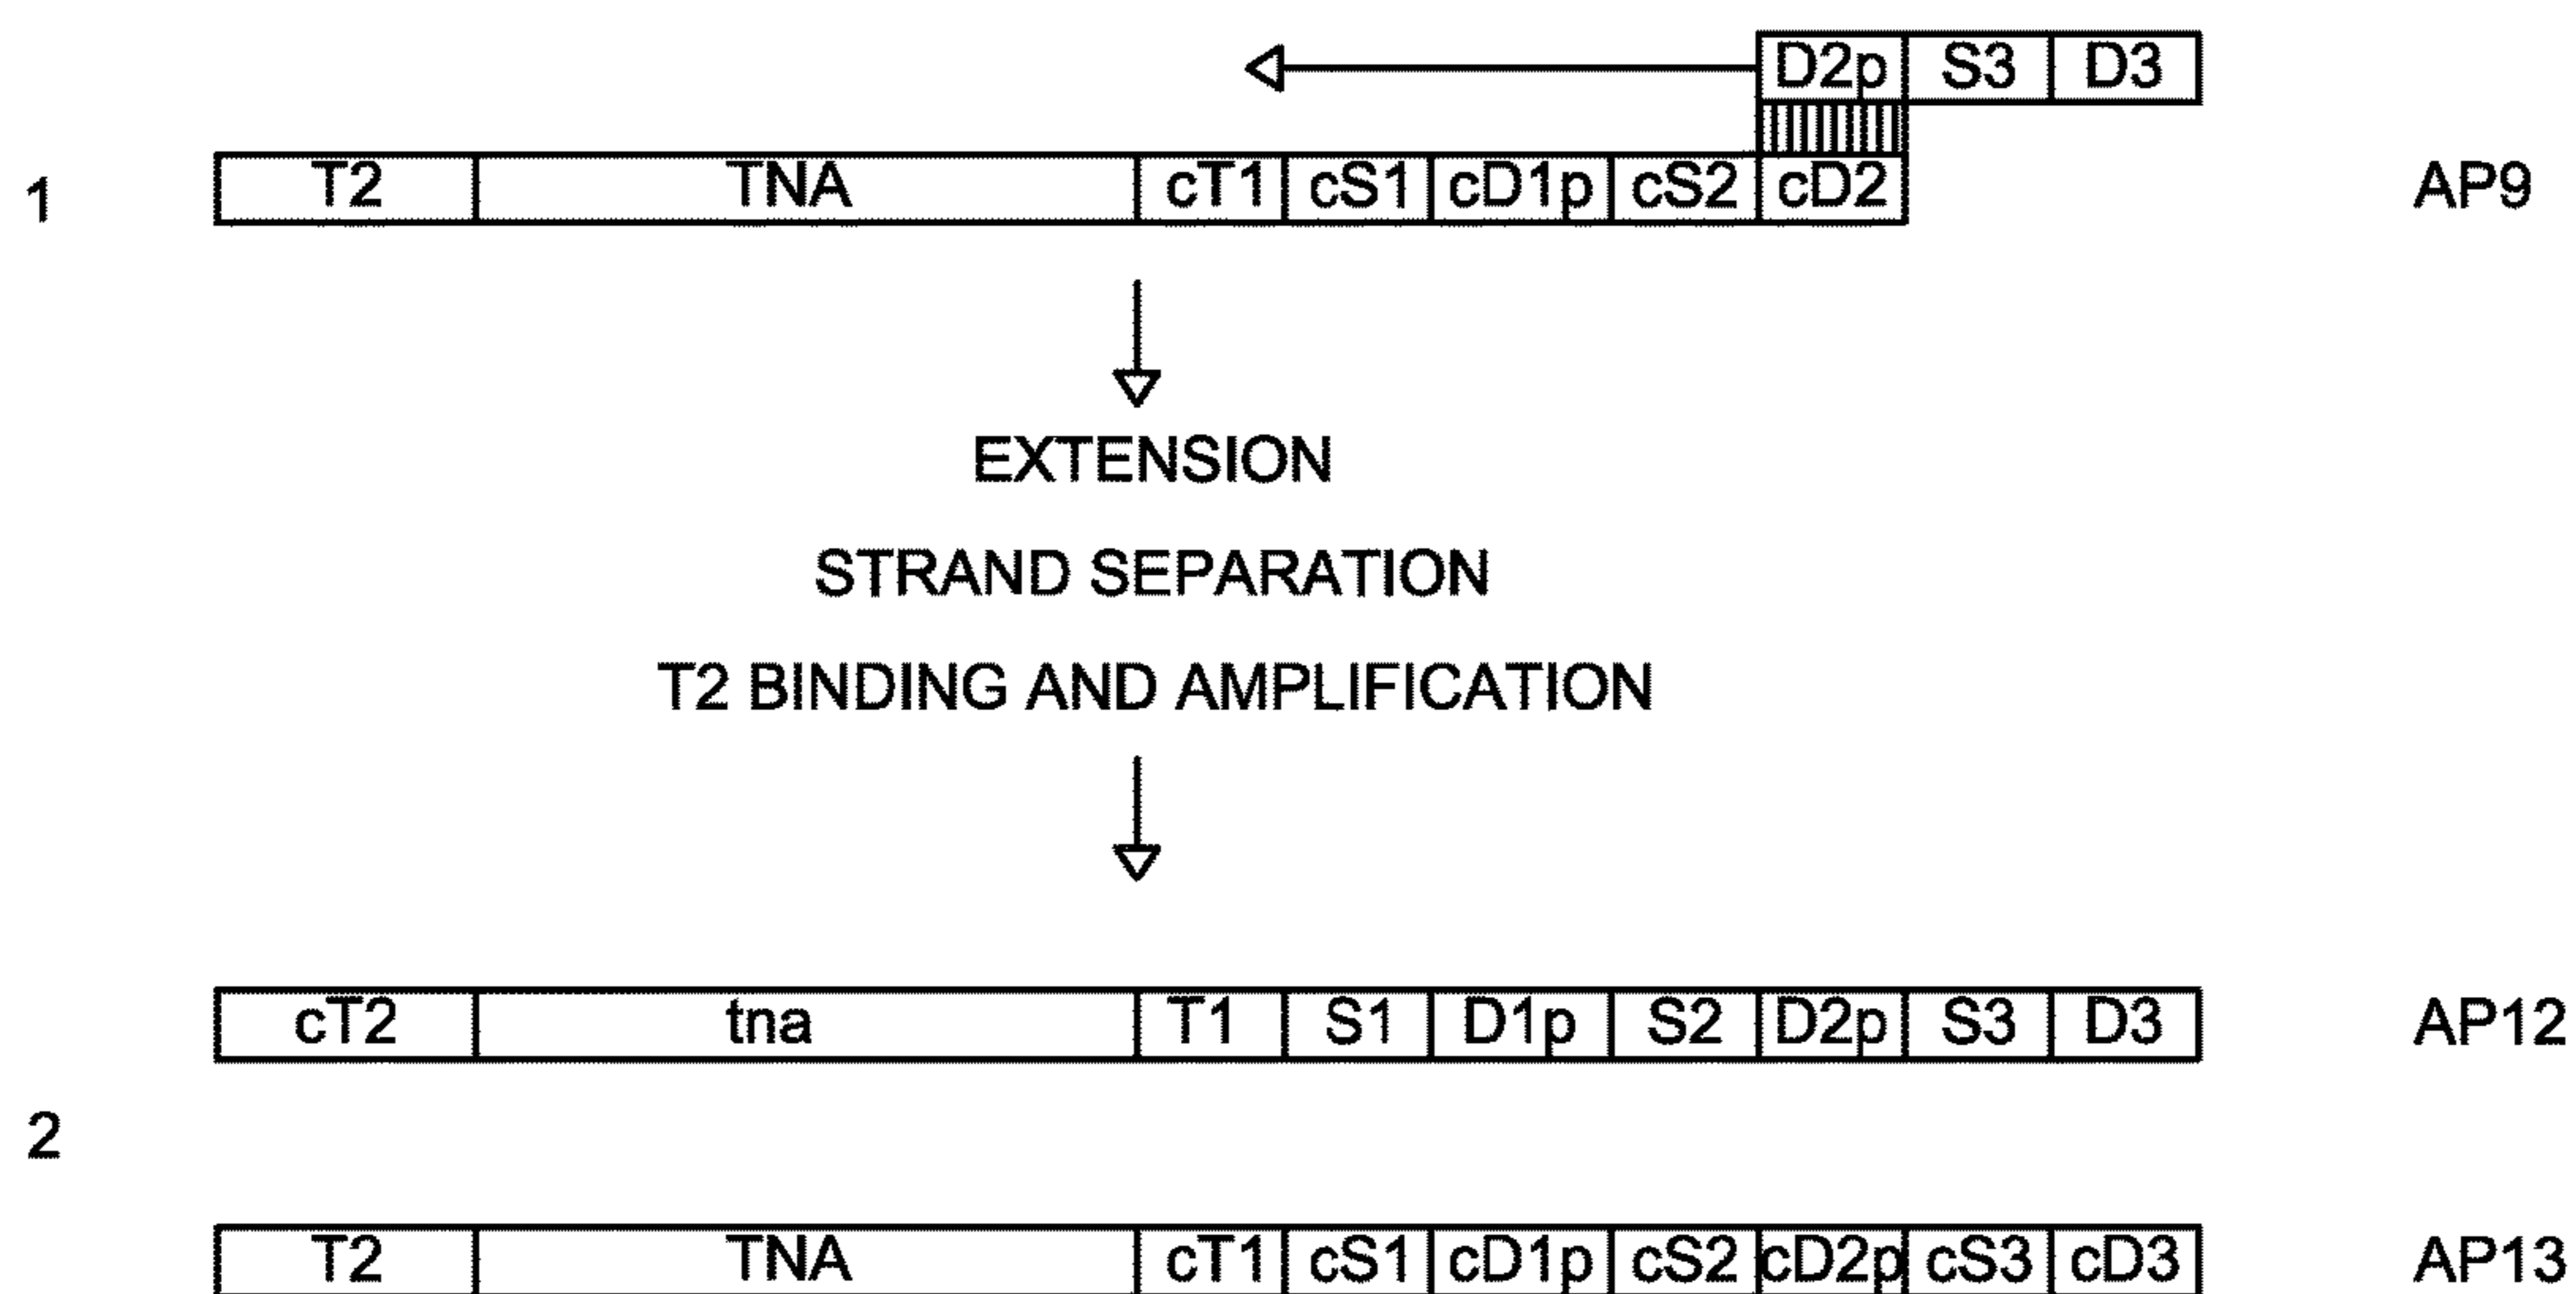 D2p S3 D3
1 T2 TNA cT1 cS1 cD1p cS2 cD2 AP9
EXTENSION
STRAND SEPARATION
T2 BINDING AND AMPLIFICATION
cT2 tna T1 S1 D1p S2 D2p S3 D3 AP12
2
T2 TNA cT1 cS1 cD1p cS2 cD2p cS3 cD3 AP13